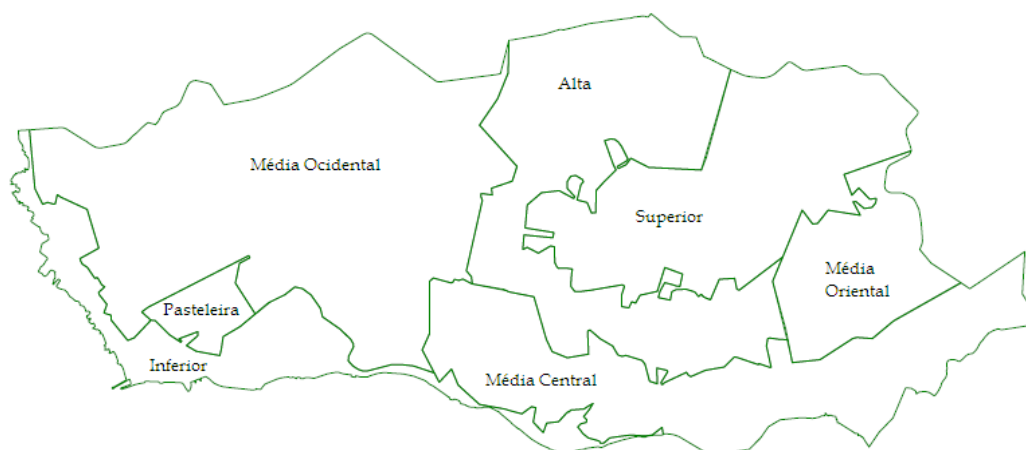 Alta
Média Ocidental
Superior
Média
Oriental
Pasteleira
Inferior
Média Central